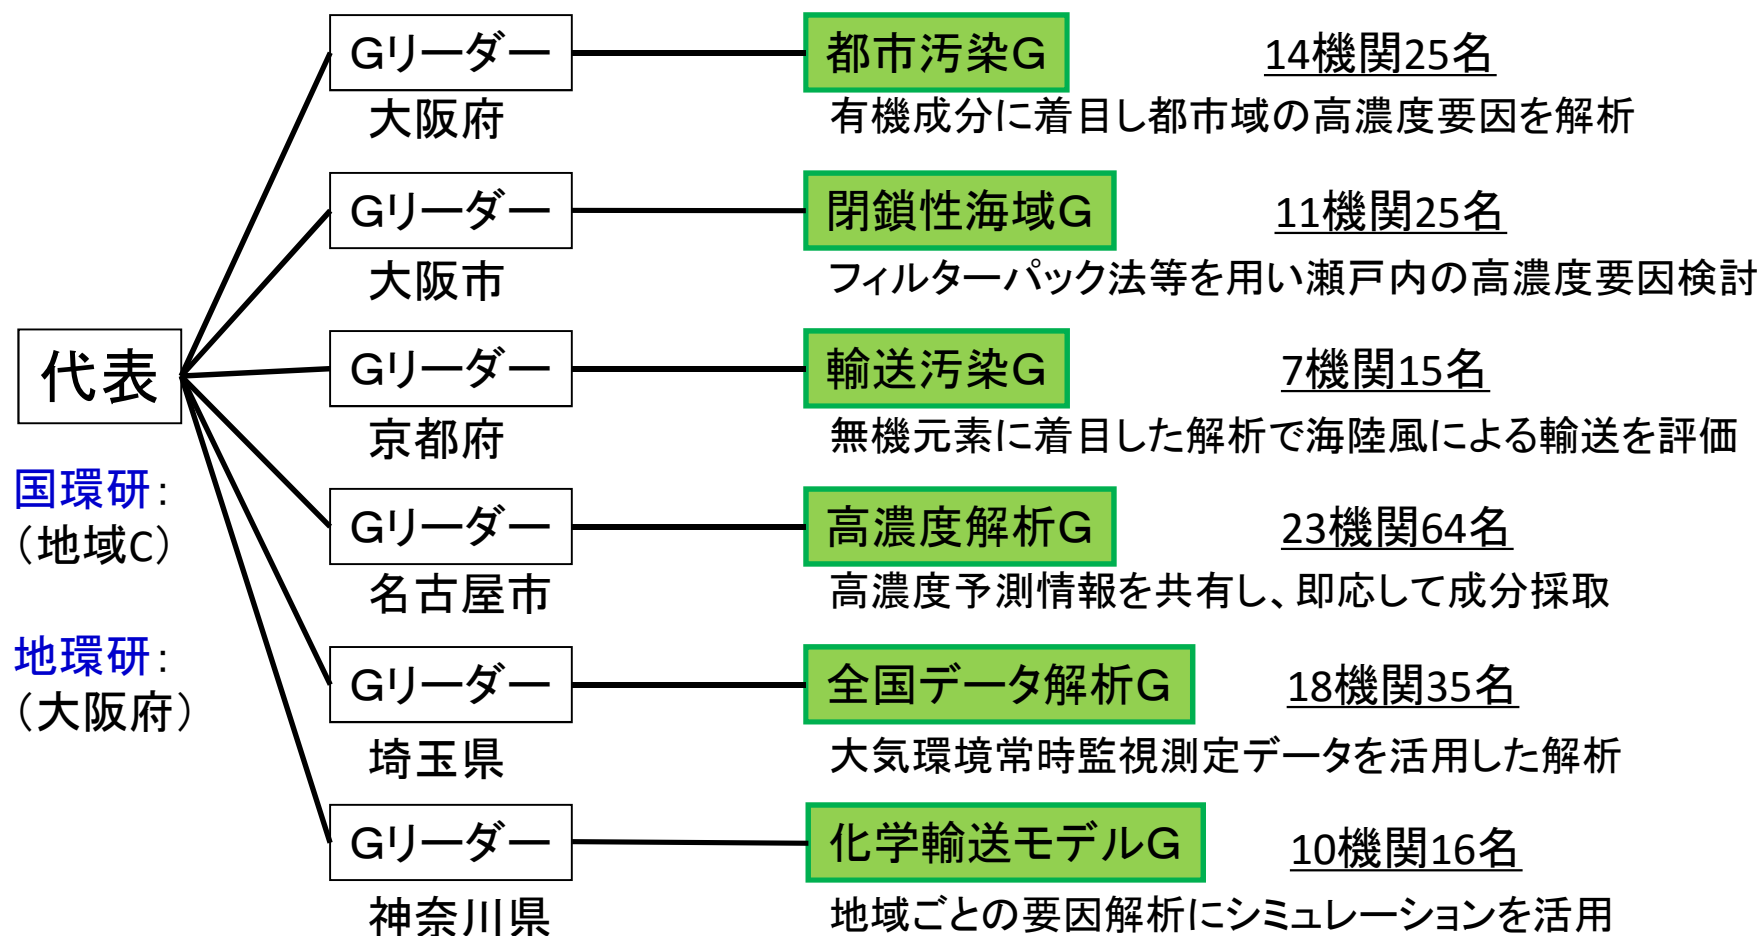 代表
国環研:
(地域C)
地環研:
(大阪府)
Gリーダー
大阪府
都市汚染G
14機関25名
有機成分に着目し都市域の高濃度要因を解析
Gリーダー
大阪市
閉鎖性海域G
11機関25名
フィルターパック法等を用い瀬戸内の高濃度要因検討
Gリーダー
京都府
輸送汚染G
7機関15名
無機元素に着目した解析で海陸風による輸送を評価
Gリーダー
名古屋市
高濃度解析G
23機関64名
高濃度予測情報を共有し、即応して成分採取
Gリーダー
埼玉県
全国データ解析G
18機関35名
大気環境常時監視測定データを活用した解析
Gリーダー
神奈川県
化学輸送モデルG
10機関16名
地域ごとの要因解析にシミュレーションを活用